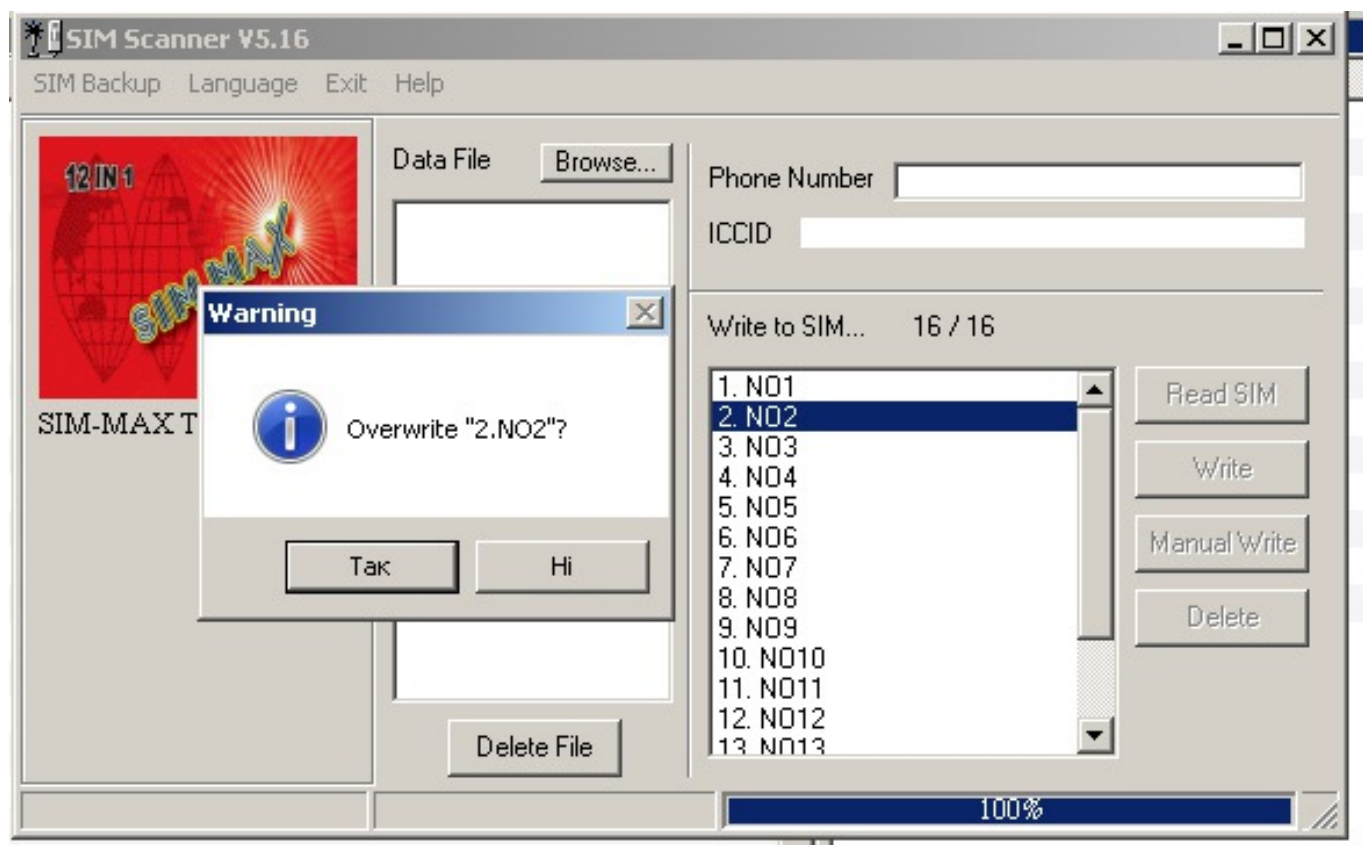 SIM Scanner V5.16
SIM Backup Language Exit Help
12 IN 1
SIM MAX
SIM-MAX T
Data File Browse...
Delete File
Phone Number
ICCID
Write to SIM... 16 / 16
1. NO1
2. NO2
3. NO3
4. NO4
5. NO5
6. NO6
7. NO7
8. NO8
9. NO9
10. NO10
11. NO11
12. NO12
13. NO13
Read SIM
Write
Manual Write
Delete
Warning
Overwrite "2.NO2"?
Так Ні
100%